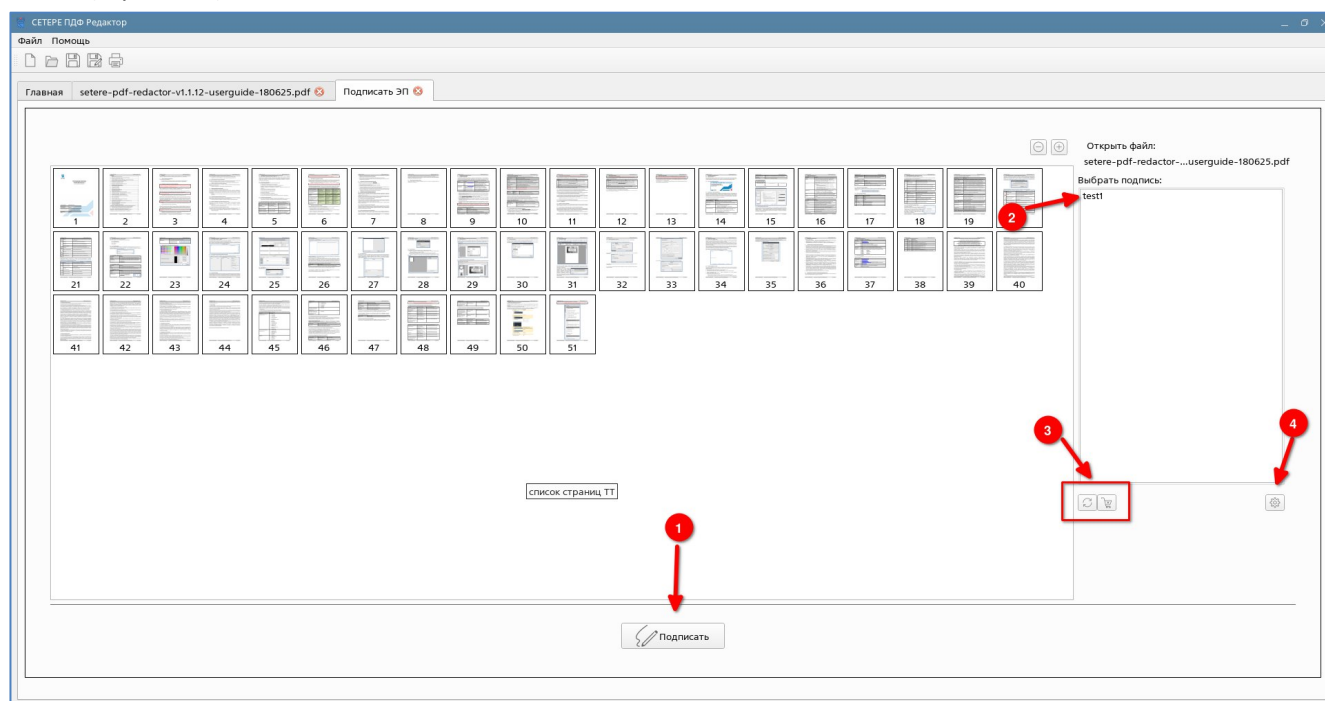 СЕТЕРЕ ПДФ Редактор
Файл Помощь
Главная setere-pdf-redactor-v1.1.12-userguide-180625.pdf Подписать ЭП
Открыть файл:
setere-pdf-redactor-...userguide-180625.pdf
Выбрать подпись:
test1
1 2 3 4 5 6 7 8 9 10 11 12 13 14 15 16 17 18 19
2
21 22 23 24 25 26 27 28 29 30 31 32 33 34 35 36 37 38 39 40
41 42 43 44 45 46 47 48 49 50 51
3
4
список страниц ТТ
1
Подписать